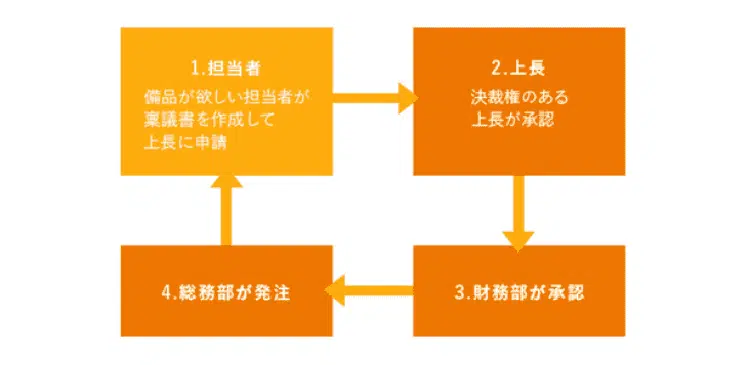 1.担当者
備品が欲しい担当者が
稟議書を作成して
上長に申請
2.上長
決裁権のある
上長が承認
3.財務部が承認
4.総務部が発注